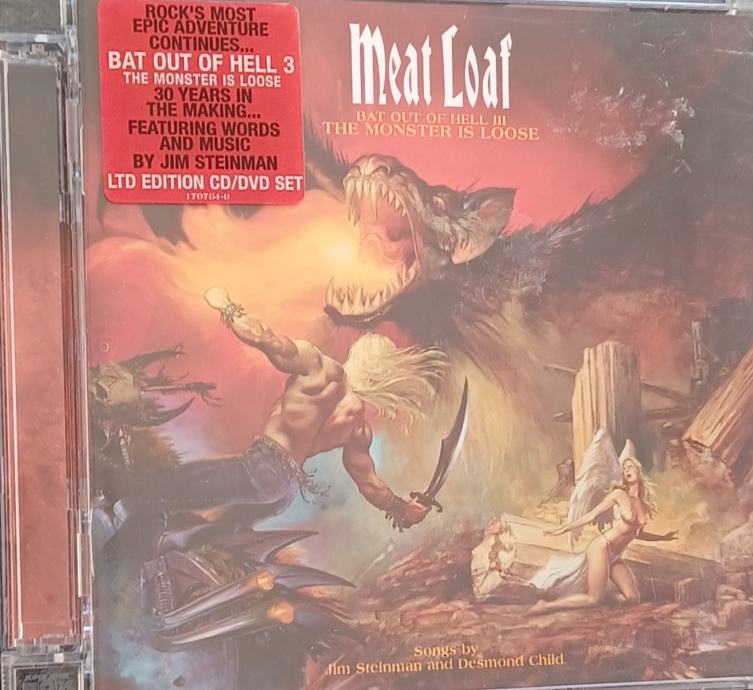 ROCK'S MOST
EPIC ADVENTURE
CONTINUES...
BAT OUT OF HELL 3
THE MONSTER IS LOOSE
30 YEARS IN
THE MAKING...
FEATURING WORDS
AND MUSIC
BY JIM STEINMAN
LTD EDITION CD/DVD SET
170764-0
Meat Loaf
BAT OUT OF HELL III
THE MONSTER IS LOOSE
Songs by
Jim Steinman and Desmond Child